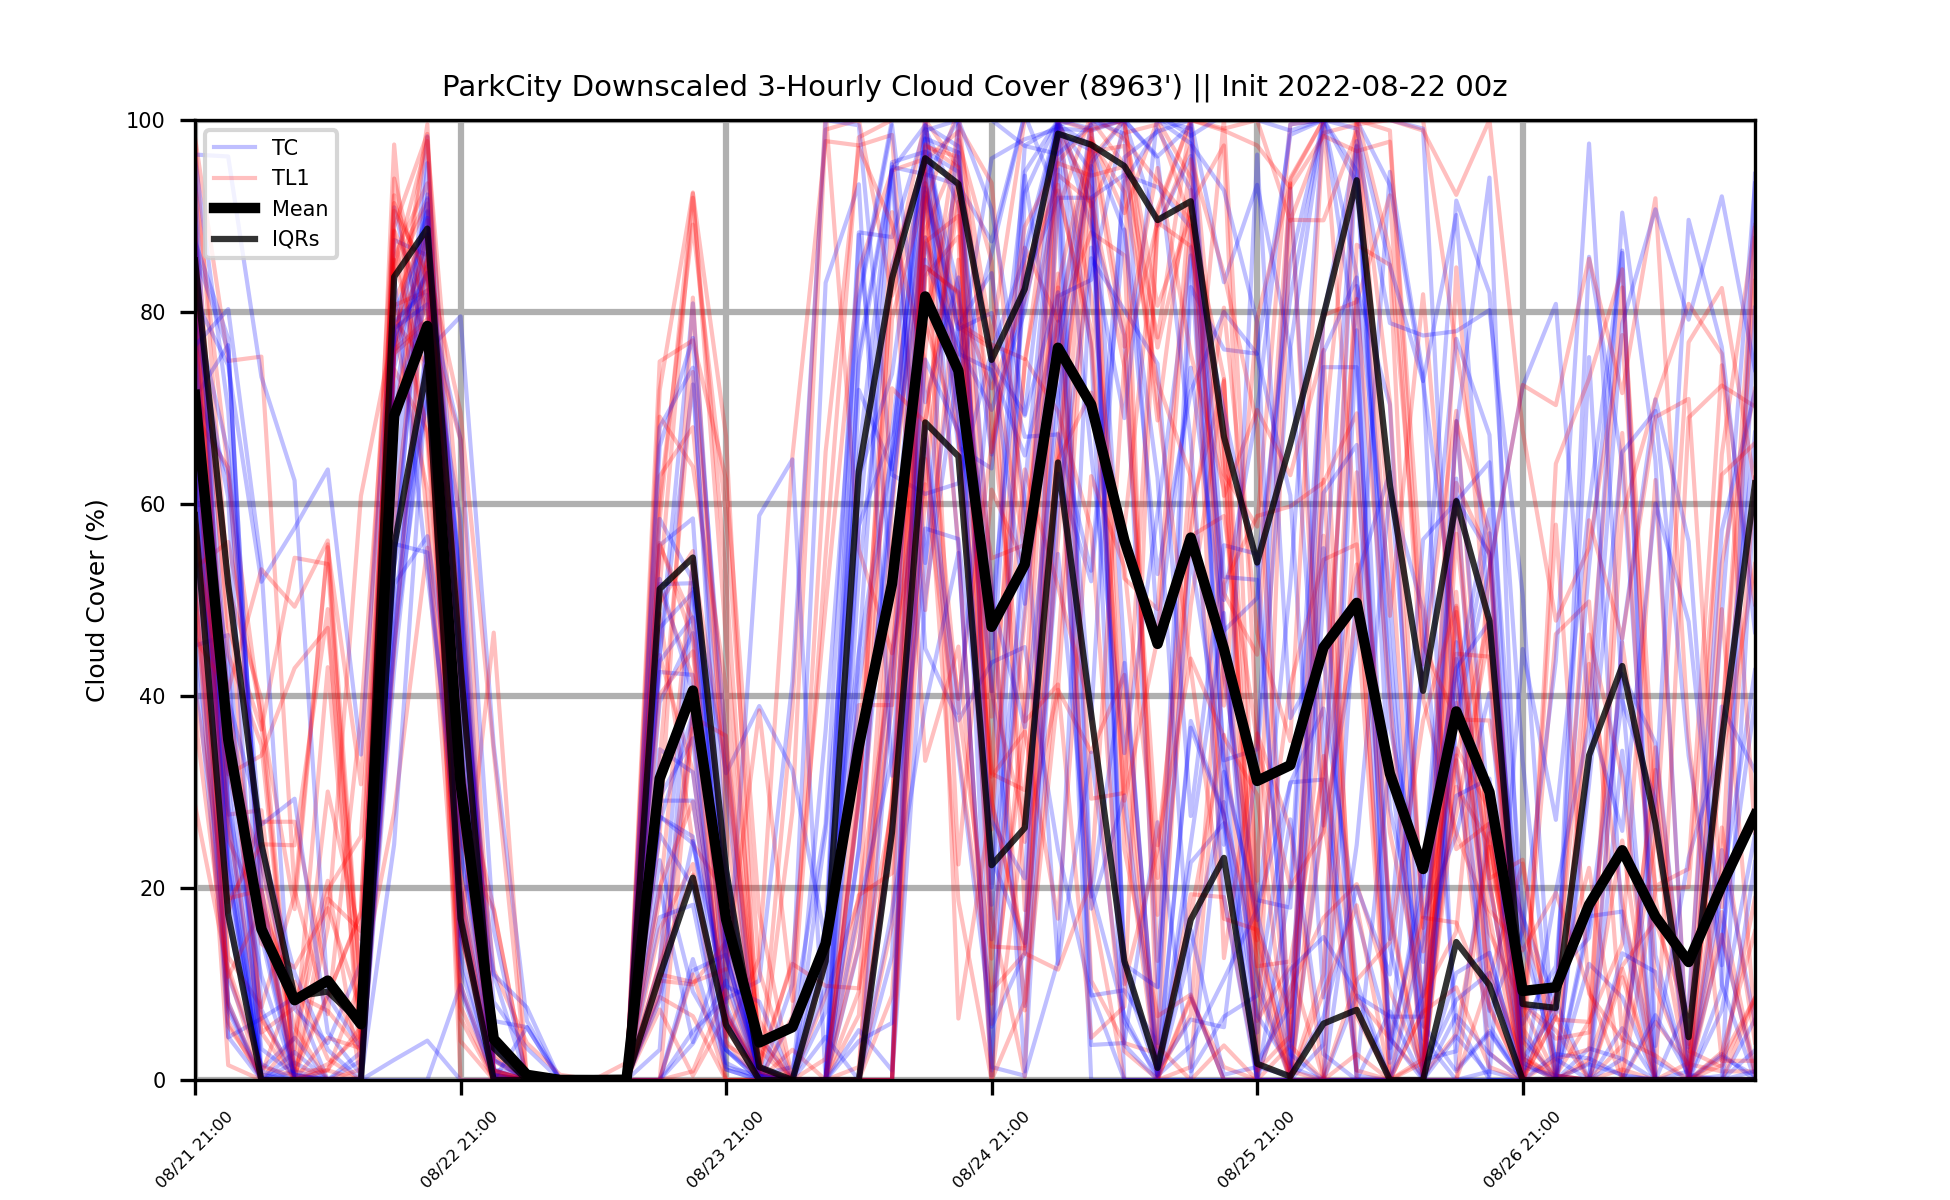 ParkCity Downscaled 3-Hourly Cloud Cover (8963') || Init 2022-08-22 00z
100
80
60
40
20
0
Cloud Cover (%)
TC
TL1
Mean
IQRs
08/21 21:00
08/22 21:00
08/23 21:00
08/24 21:00
08/25 21:00
08/26 21:00